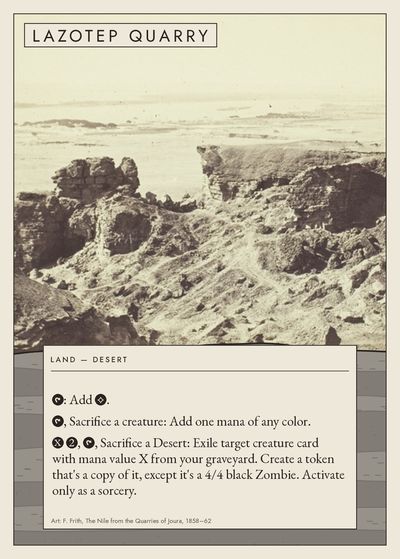 LAZOTEP QUARRY
LAND — DESERT
: Add .
, Sacrifice a creature: Add one mana of any color.
X 2, , Sacrifice a Desert: Exile target creature card
with mana value X from your graveyard. Create a token
that's a copy of it, except it's a 4/4 black Zombie. Activate
only as a sorcery.
Art: F. Frith, The Nile from the Quarries of Joura, 1858–62